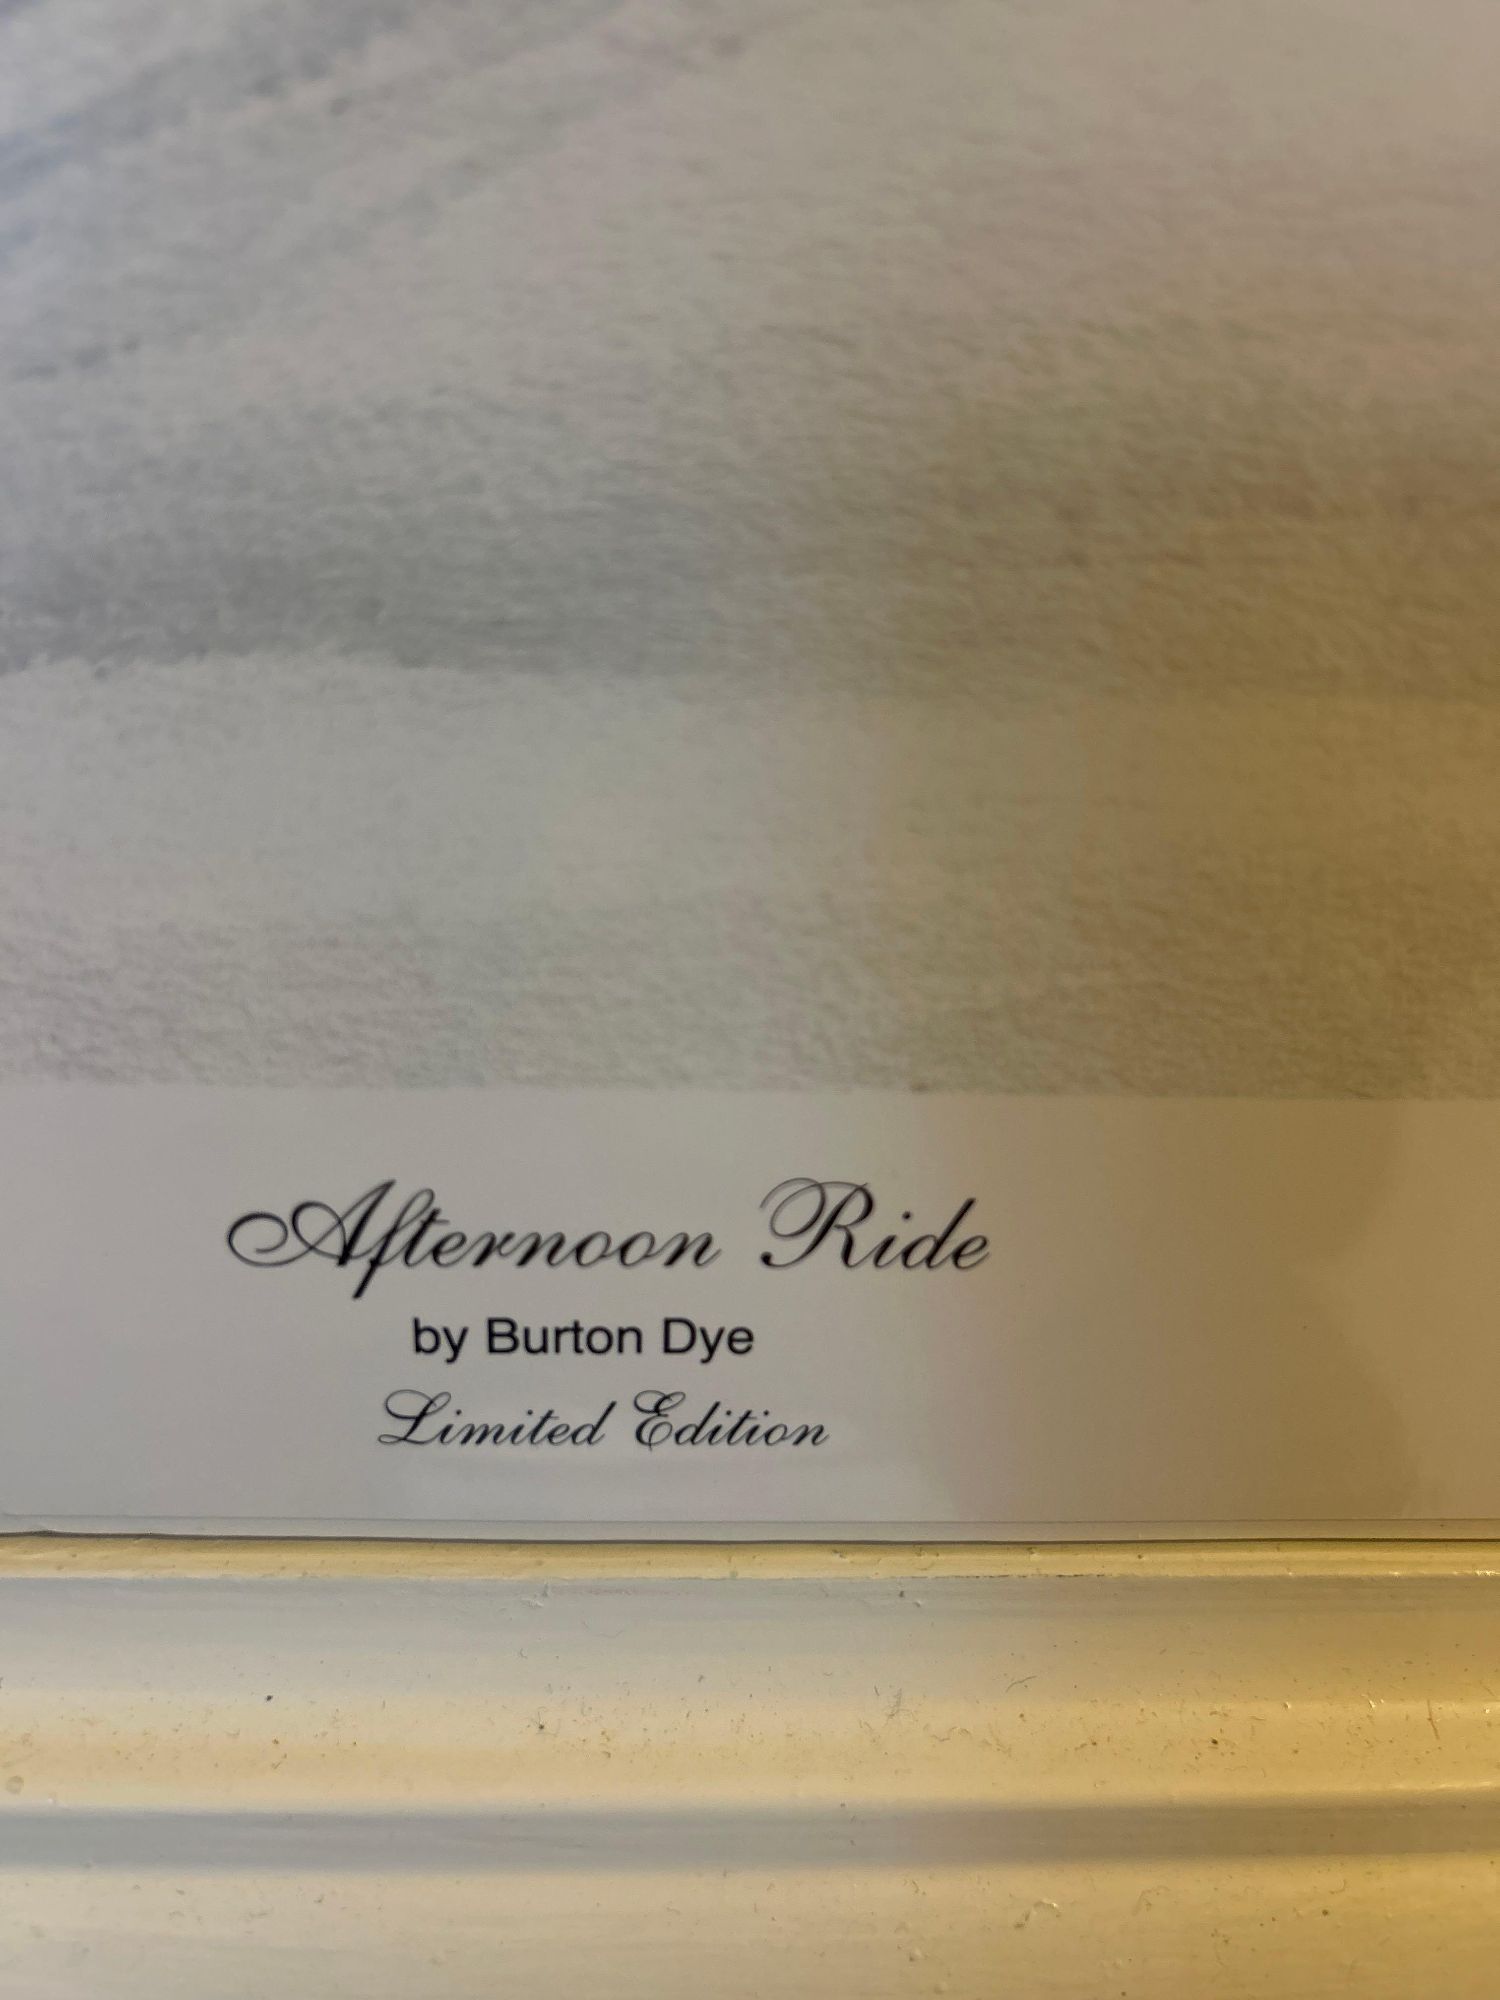 Afternoon Ride
by Burton Dye
Limited Edition